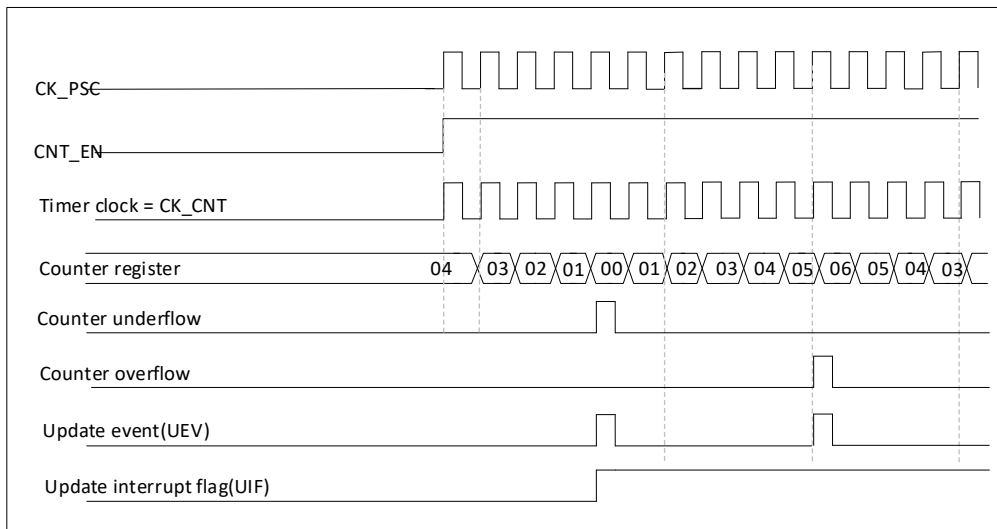 CK_PSC
CNT_EN
Timer clock = CK_CNT
Counter register 04 03 02 01 00 01 02 03 04 05 06 05 04 03
Counter underflow
Counter overflow
Update event(UEV)
Update interrupt flag(UIF)